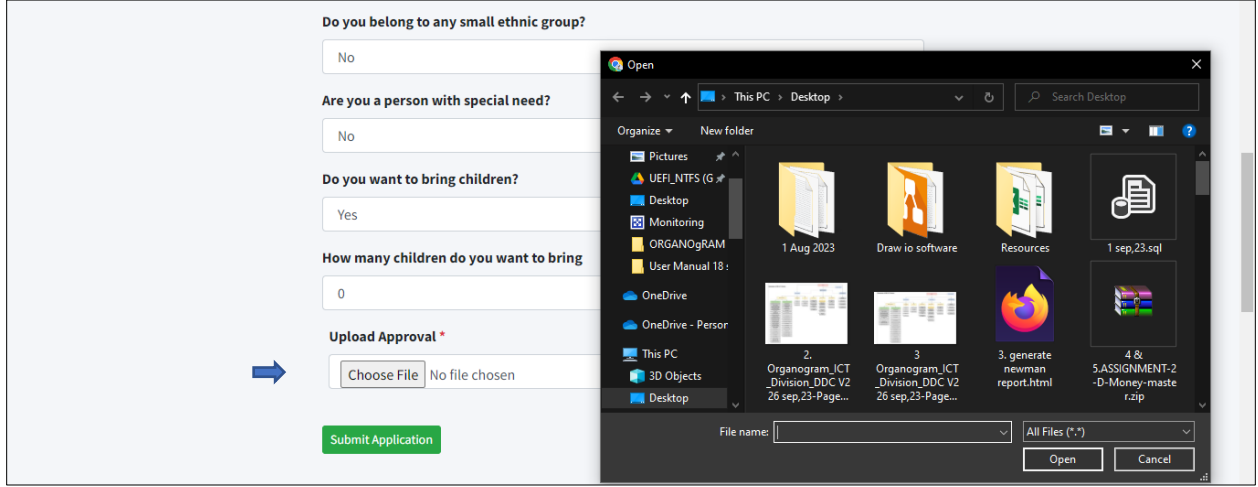 Do you belong to any small ethnic group?
No
Are you a person with special need?
No
Do you want to bring children?
Yes
How many children do you want to bring
0
Upload Approval *
Choose File No file chosen
Submit Application
Open
This PC > Desktop >
Search Desktop
Organize
New folder
Pictures
UEFI_NTFS (G
Desktop
Monitoring
ORGANOgRAM
User Manual 18 s
OneDrive
OneDrive - Person
This PC
3D Objects
Desktop
1 Aug 2023
Draw io software
Resources
1 sep,23.sql
2.
Organogram_ICT
_Division_DDC V2
26 sep,23-Page...
3
Organogram_ICT
_Division_DDC V2
26 sep,23-Page...
3. generate
newman
report.html
4 &
5.ASSIGNMENT-2
-D-Money-maste
r.zip
File name:
All Files (*.*)
Open
Cancel